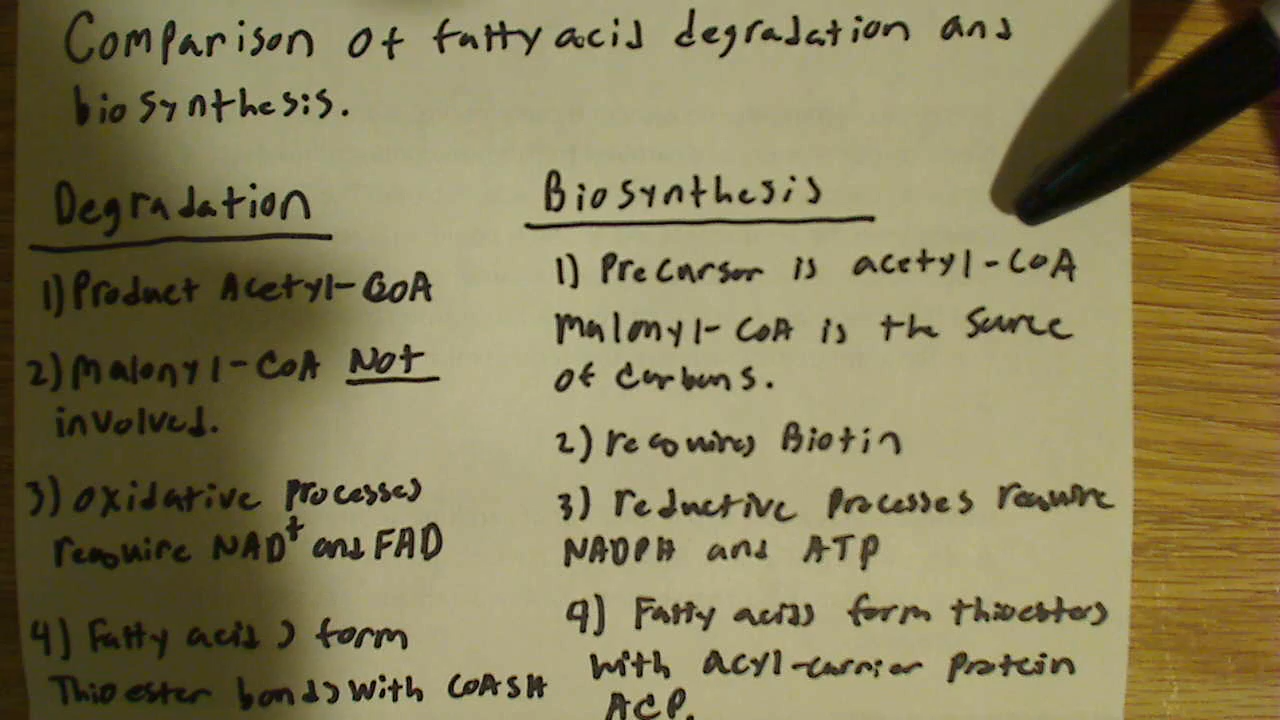 Comparison of fatty acid degradation and
biosynthesis.
Degradation
1) Product Acetyl-CoA
2) Malonyl-CoA Not
involved.
3) oxidative processes
require NAD+ and FAD
4) Fatty acids form
Thioester bonds with COASH
Biosynthesis
1) Precursor is acetyl-CoA
Malonyl-CoA is the source
of carbons.
2) requires Biotin
3) reductive processes require
NADPH and ATP
4) Fatty acids form thioesters
with acyl-carrier protein
ACP.